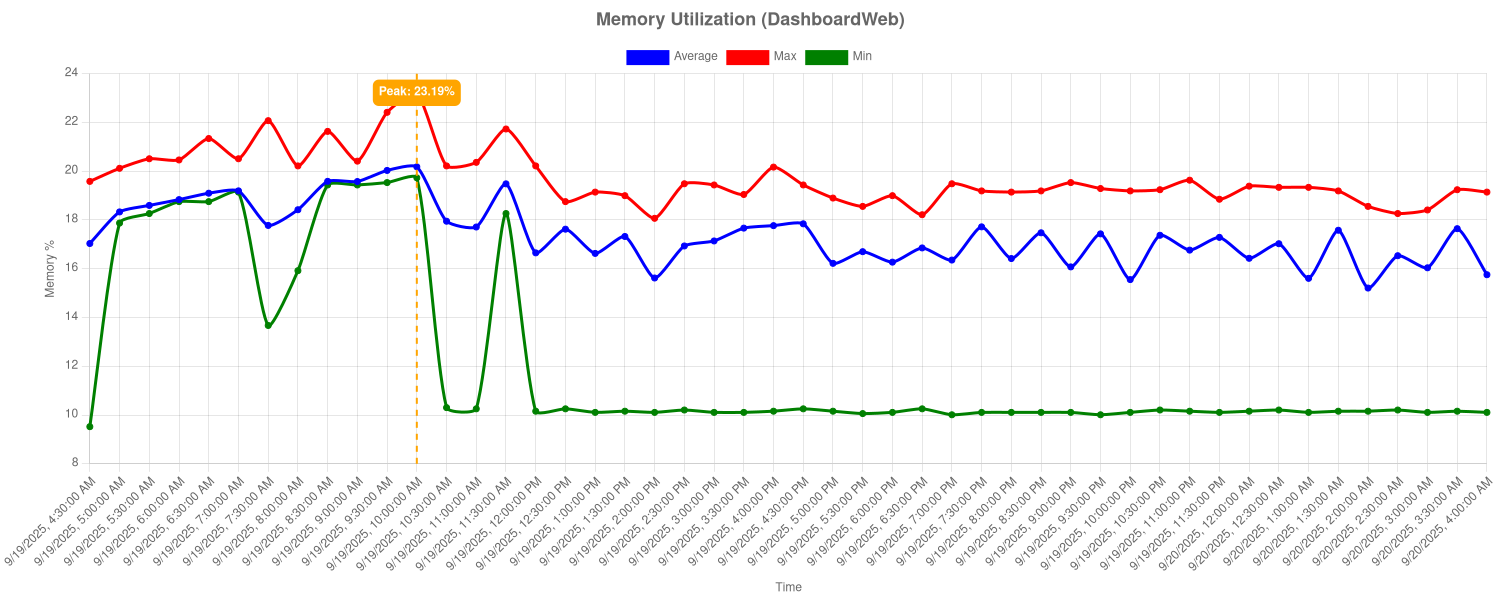 Memory Utilization (DashboardWeb)
Average Max Min
Peak: 23.19%
24
22
20
18
16
14
12
10
8
Memory %
9/19/2025, 4:30:00 AM
9/19/2025, 5:00:00 AM
9/19/2025, 5:30:00 AM
9/19/2025, 6:00:00 AM
9/19/2025, 6:30:00 AM
9/19/2025, 7:00:00 AM
9/19/2025, 7:30:00 AM
9/19/2025, 8:00:00 AM
9/19/2025, 8:30:00 AM
9/19/2025, 9:00:00 AM
9/19/2025, 9:30:00 AM
9/19/2025, 10:00:00 AM
9/19/2025, 10:30:00 AM
9/19/2025, 11:00:00 AM
9/19/2025, 11:30:00 AM
9/19/2025, 12:00:00 PM
9/19/2025, 12:30:00 PM
9/19/2025, 1:00:00 PM
9/19/2025, 1:30:00 PM
9/19/2025, 2:00:00 PM
9/19/2025, 2:30:00 PM
9/19/2025, 3:00:00 PM
9/19/2025, 3:30:00 PM
9/19/2025, 4:00:00 PM
9/19/2025, 4:30:00 PM
9/19/2025, 5:00:00 PM
9/19/2025, 5:30:00 PM
9/19/2025, 6:00:00 PM
9/19/2025, 6:30:00 PM
9/19/2025, 7:00:00 PM
9/19/2025, 7:30:00 PM
9/19/2025, 8:00:00 PM
9/19/2025, 8:30:00 PM
9/19/2025, 9:00:00 PM
9/19/2025, 9:30:00 PM
9/19/2025, 10:00:00 PM
9/19/2025, 10:30:00 PM
9/19/2025, 11:00:00 PM
9/19/2025, 11:30:00 PM
9/20/2025, 12:00:00 AM
9/20/2025, 12:30:00 AM
9/20/2025, 1:00:00 AM
9/20/2025, 1:30:00 AM
9/20/2025, 2:00:00 AM
9/20/2025, 2:30:00 AM
9/20/2025, 3:00:00 AM
9/20/2025, 3:30:00 AM
9/20/2025, 4:00:00 AM
Time